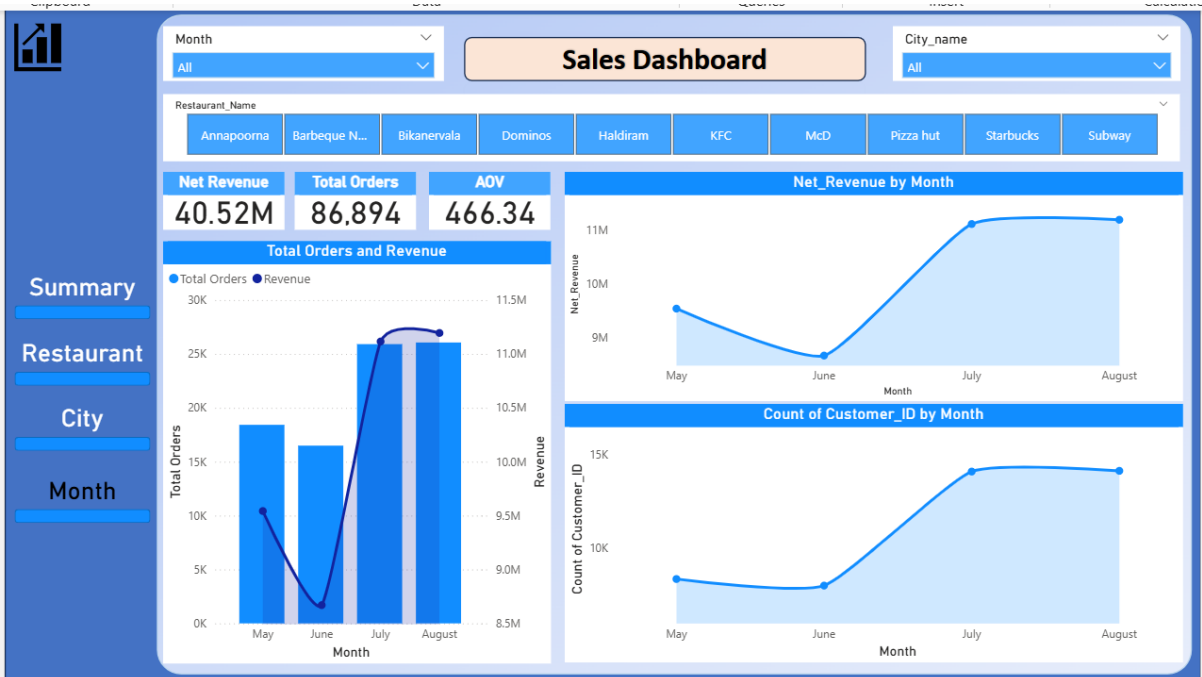 Clipboard Data Queries Insert
Month
All
Sales Dashboard
City_name
All
Restaurant_Name
Annapoorna Barbeque N... Bikanervala Dominos Haldiram KFC McD Pizza hut Starbucks Subway
Net Revenue
40.52M
Total Orders
86,894
AOV
466.34
Summary
Restaurant
City
Month
Total Orders and Revenue
Total Orders Revenue
30K 11.5M
25K 11.0M
20K 10.5M
15K 10.0M
10K 9.5M
5K 9.0M
0K 8.5M
Total Orders
Revenue
May June July August
Month
Net_Revenue by Month
11M
10M
9M
Net_Revenue
May June July August
Month
Count of Customer_ID by Month
15K
10K
Count of Customer_ID
May June July August
Month